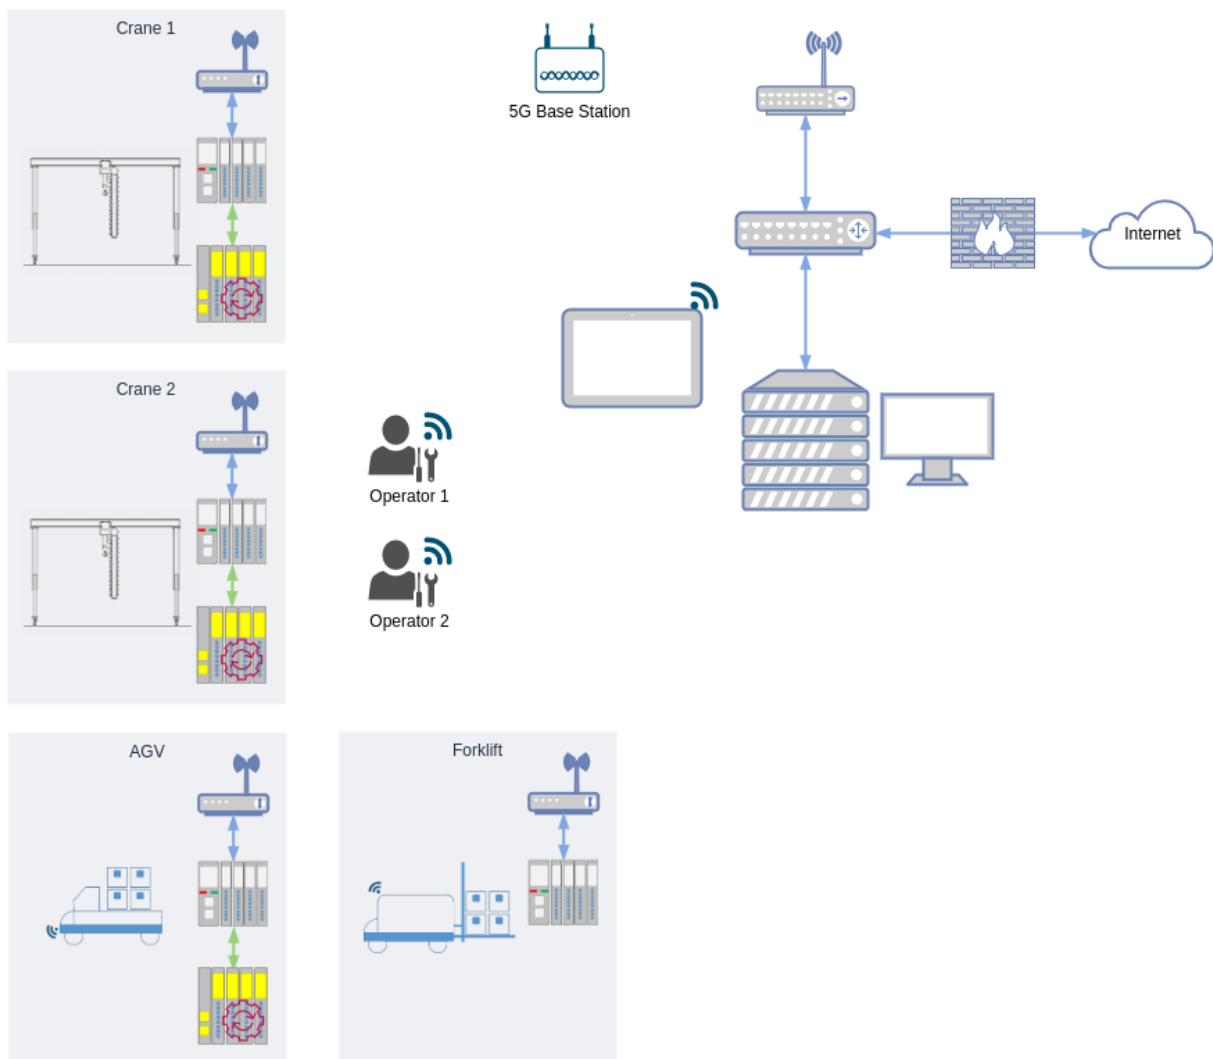 Crane 1
5G Base Station
Internet
Crane 2
Operator 1
Operator 2
AGV
Forklift